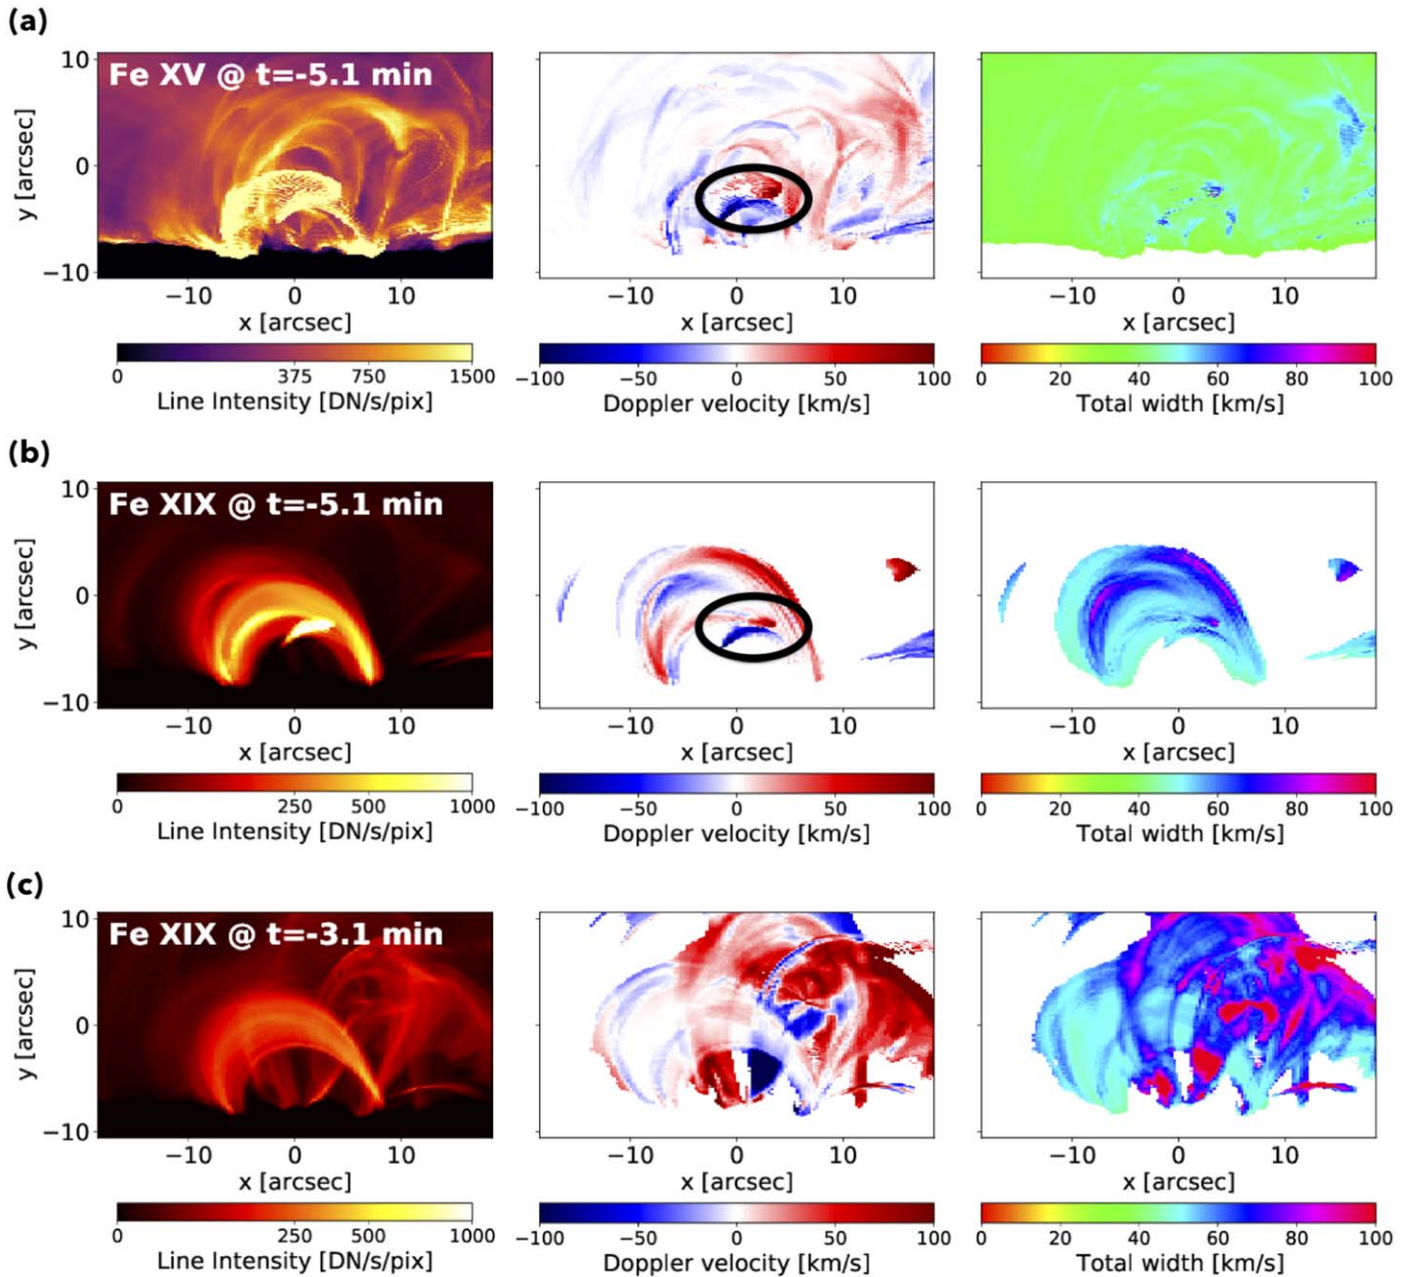 (a)
Fe XV @ t=-5.1 min
10
0
−10
y [arcsec]
−10 0 10
−10 0 10
−10 0 10
x [arcsec]
x [arcsec]
x [arcsec]
0 375 750 1500
−100 −50 0 50 100
0 20 40 60 80 100
Line Intensity [DN/s/pix]
Doppler velocity [km/s]
Total width [km/s]
(b)
Fe XIX @ t=-5.1 min
10
0
−10
y [arcsec]
−10 0 10
−10 0 10
−10 0 10
x [arcsec]
x [arcsec]
x [arcsec]
0 250 500 1000
−100 −50 0 50 100
0 20 40 60 80 100
Line Intensity [DN/s/pix]
Doppler velocity [km/s]
Total width [km/s]
(c)
Fe XIX @ t=-3.1 min
10
0
−10
y [arcsec]
−10 0 10
−10 0 10
−10 0 10
x [arcsec]
x [arcsec]
x [arcsec]
0 250 500 1000
−100 −50 0 50 100
0 20 40 60 80 100
Line Intensity [DN/s/pix]
Doppler velocity [km/s]
Total width [km/s]